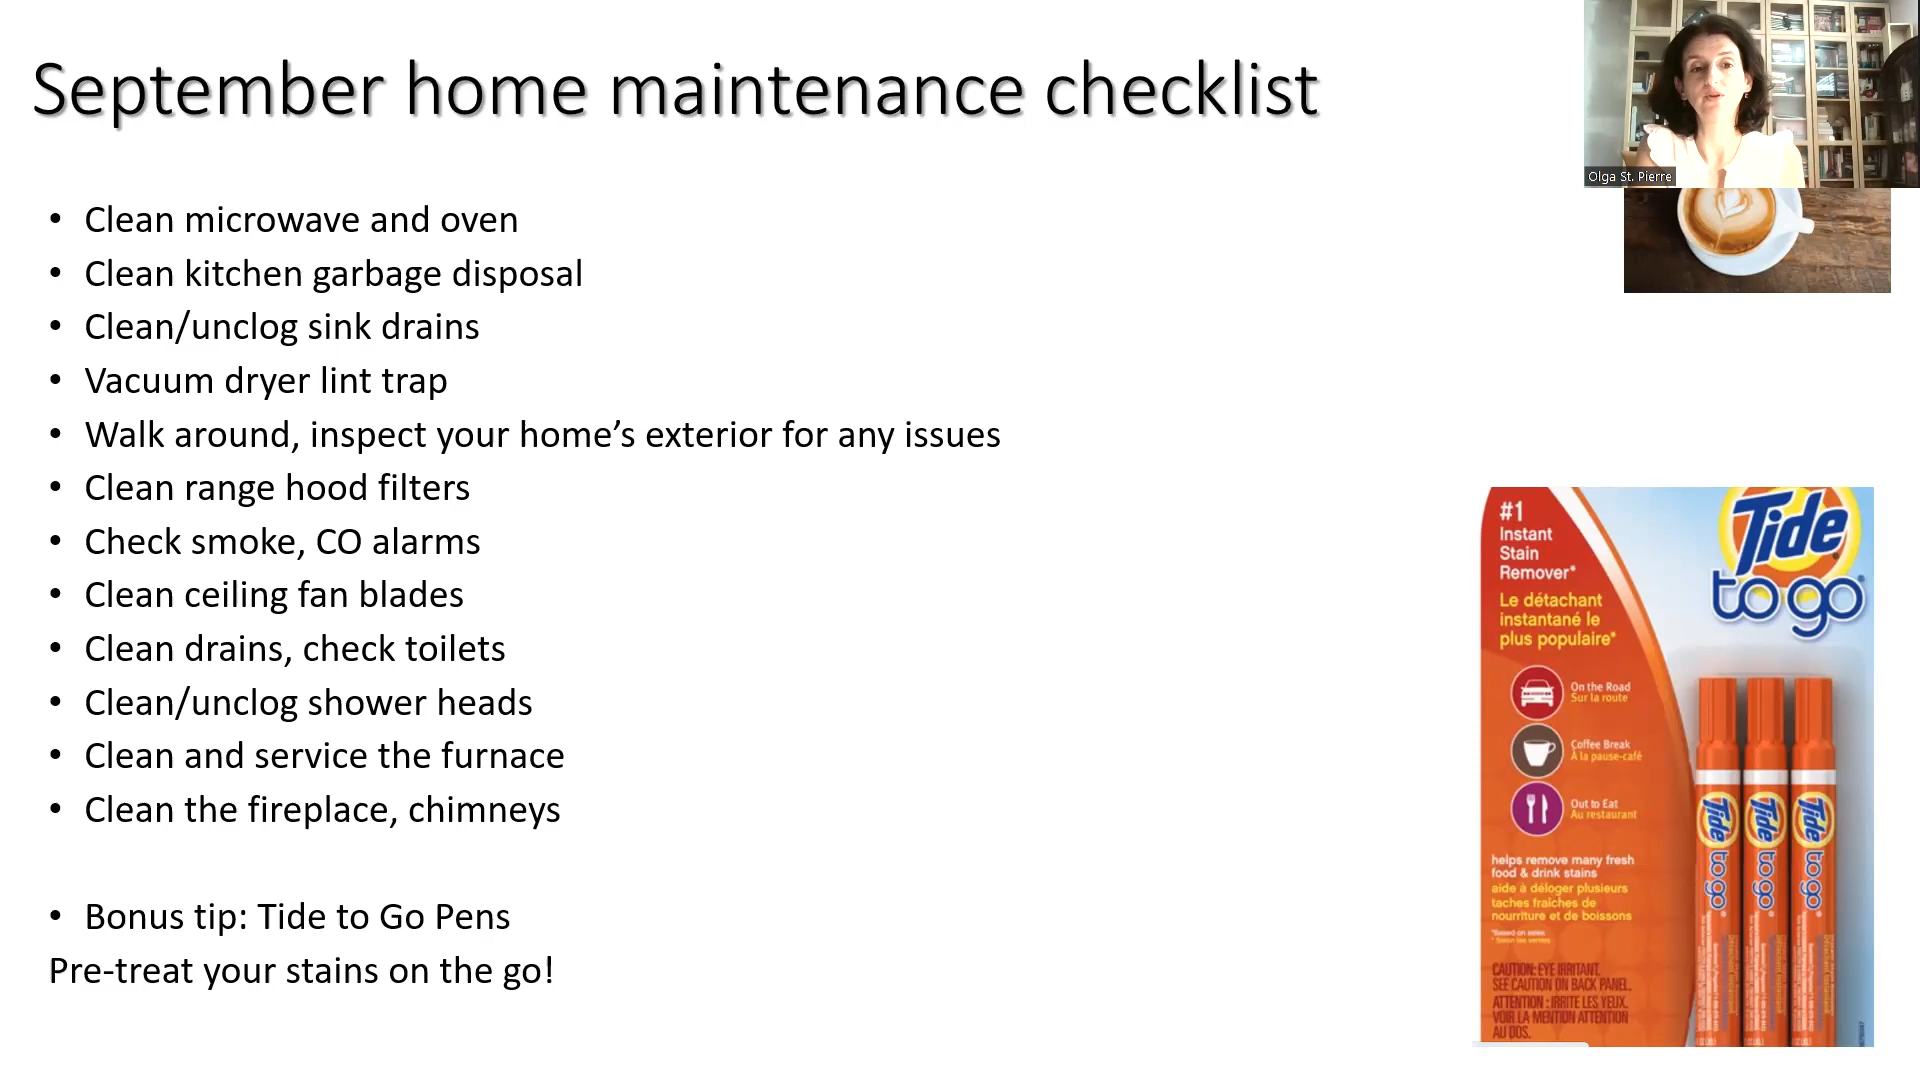 September home maintenance checklist
Olga St. Pierre
• Clean microwave and oven
• Clean kitchen garbage disposal
• Clean/unclog sink drains
• Vacuum dryer lint trap
• Walk around, inspect your home’s exterior for any issues
• Clean range hood filters
• Check smoke, CO alarms
• Clean ceiling fan blades
• Clean drains, check toilets
• Clean/unclog shower heads
• Clean and service the furnace
• Clean the fireplace, chimneys
• Bonus tip: Tide to Go Pens
Pre-treat your stains on the go!
#1
Instant
Stain
Remover*
Le détachant
instantané le
plus populaire*
Tide
to go
On the Road
Sur la route
Coffee Break
À la pause-café
Out to Eat
Au restaurant
helps remove many fresh
food & drink stains
aide à déloger plusieurs
taches fraîches de
nourriture et de boissons
*Based on sales
* Selon les ventes
CAUTION: EYE IRRITANT.
SEE CAUTION ON BACK PANEL.
ATTENTION : IRRITE LES YEUX.
VOIR LA MENTION ATTENTION
AU DOS.
Tide to go
Tide to go
Tide to go